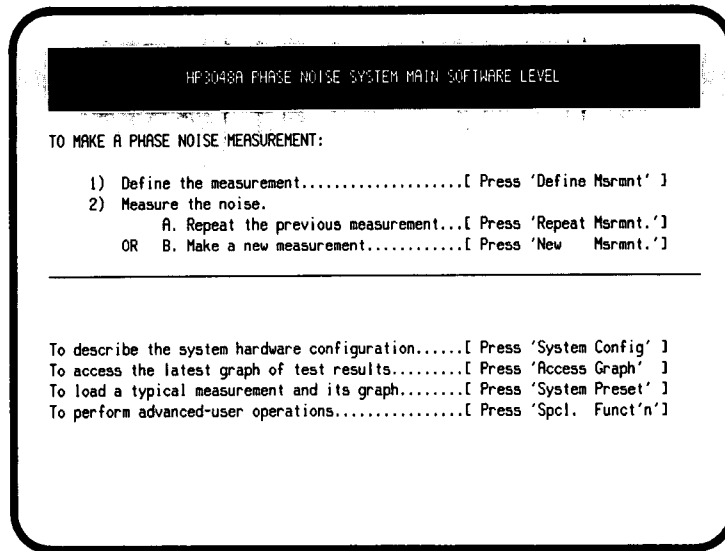 HP3048A PHASE NOISE SYSTEM MAIN SOFTWARE LEVEL
TO MAKE A PHASE NOISE MEASUREMENT:
1) Define the measurement....................[ Press 'Define Msrmnt' ]
2) Measure the noise.
A. Repeat the previous measurement...[ Press 'Repeat Msrmnt.']
OR B. Make a new measurement............[ Press 'New Msrmnt.']
To describe the system hardware configuration......[ Press 'System Config' ]
To access the latest graph of test results.........[ Press 'Access Graph' ]
To load a typical measurement and its graph........[ Press 'System Preset' ]
To perform advanced-user operations................[ Press 'Spcl. Funct'n']